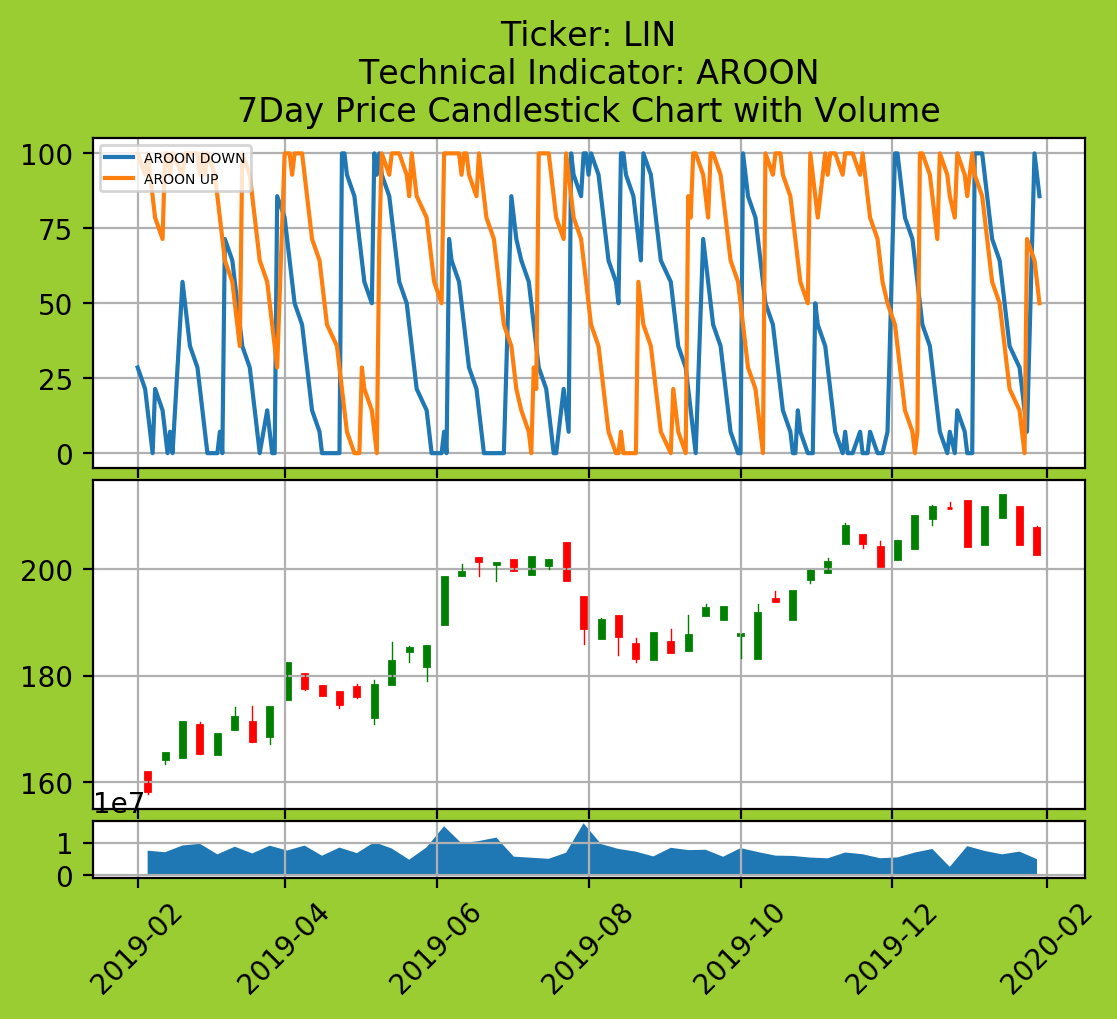 Ticker: LIN
Technical Indicator: AROON
7Day Price Candlestick Chart with Volume
100
75
50
25
0
AROON DOWN
AROON UP
200
180
160
1e7
1
0
2019-02
2019-04
2019-06
2019-08
2019-10
2019-12
2020-02